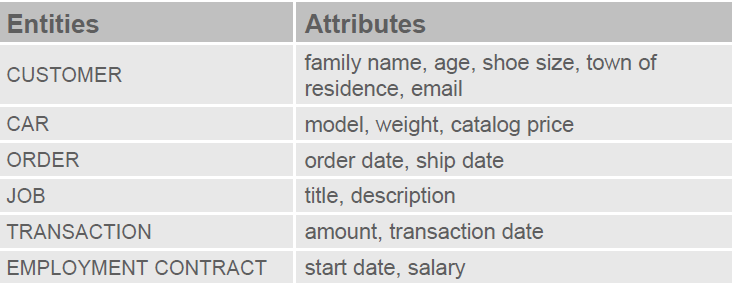 Entities Attributes
CUSTOMER family name, age, shoe size, town of
residence, email
CAR model, weight, catalog price
ORDER order date, ship date
JOB title, description
TRANSACTION amount, transaction date
EMPLOYMENT CONTRACT start date, salary